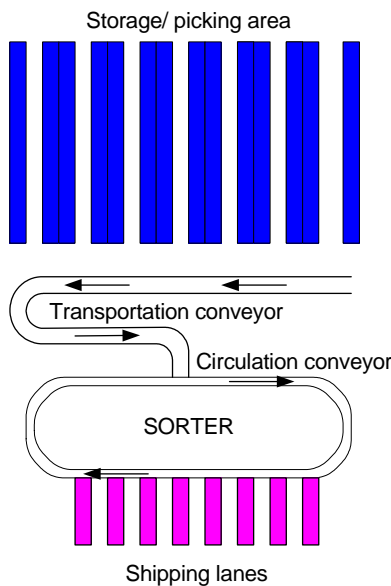 Storage/ picking area
Transportation conveyor
Circulation conveyor
SORTER
Shipping lanes